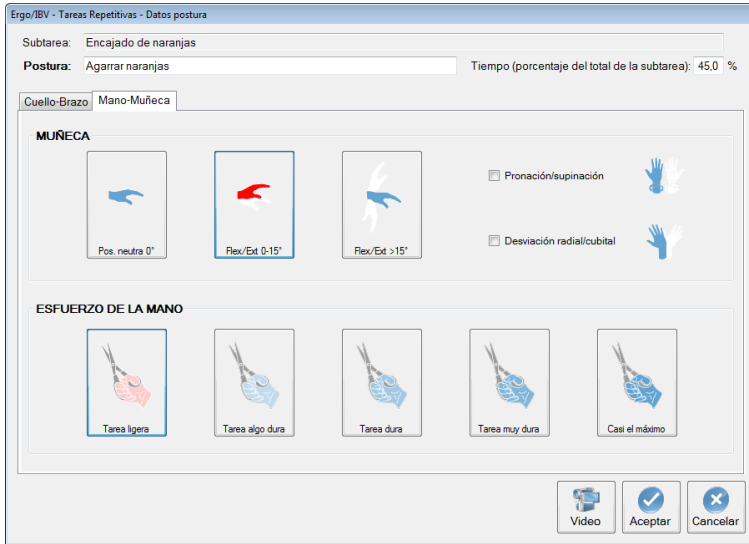 Ergo/IBV - Tareas Repetitivas - Datos postura
Subtarea: Encajado de naranjas
Postura: Agarrar naranjas Tiempo (porcentaje del total de la subtarea): 45,0 %
Cuello-Brazo Mano-Muñeca
MUÑECA
Pronación/supinación
Desviación radial/cubital
Pos. neutra 0° Flex/Ext 0-15° Flex/Ext >15°
ESFUERZO DE LA MANO
Tarea ligera Tarea algo dura Tarea dura Tarea muy dura Casi el máximo
Video Aceptar Cancelar